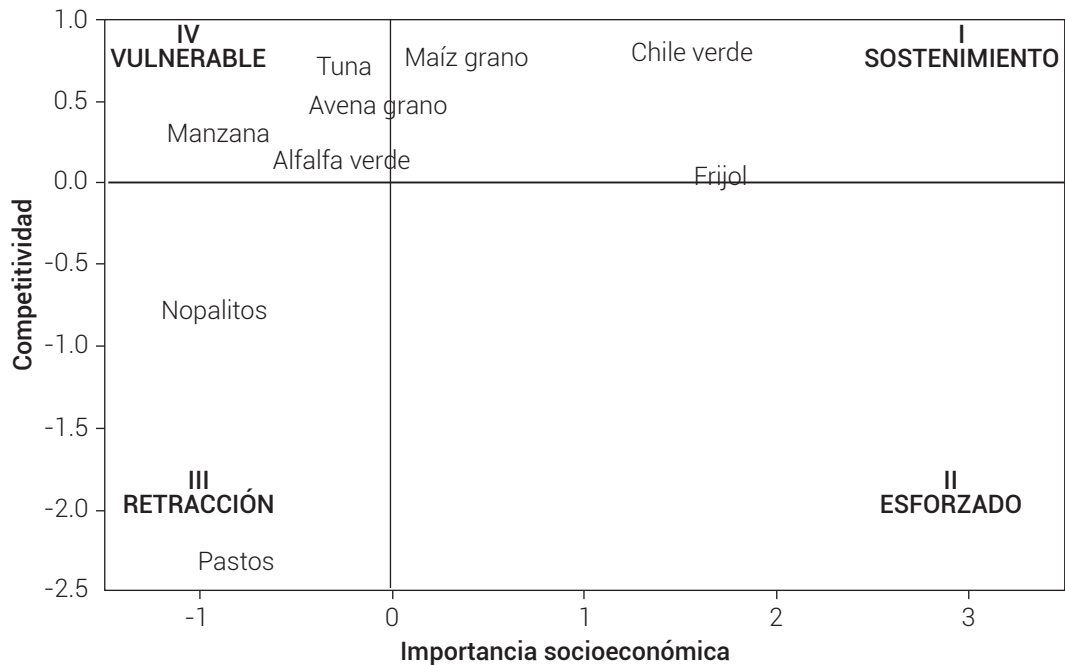 1.0
IV
VULNERABLE
Tuna
Maíz grano
Chile verde
I
SOSTENIMIENTO
0.5
Avena grano
Manzana
Alfalfa verde
0.0
Frijol
Competitividad
-0.5
Nopalitos
-1.0
-1.5
III
RETRACCIÓN
II
ESFORZADO
-2.0
Pastos
-2.5
-1 0 1 2 3
Importancia socioeconómica